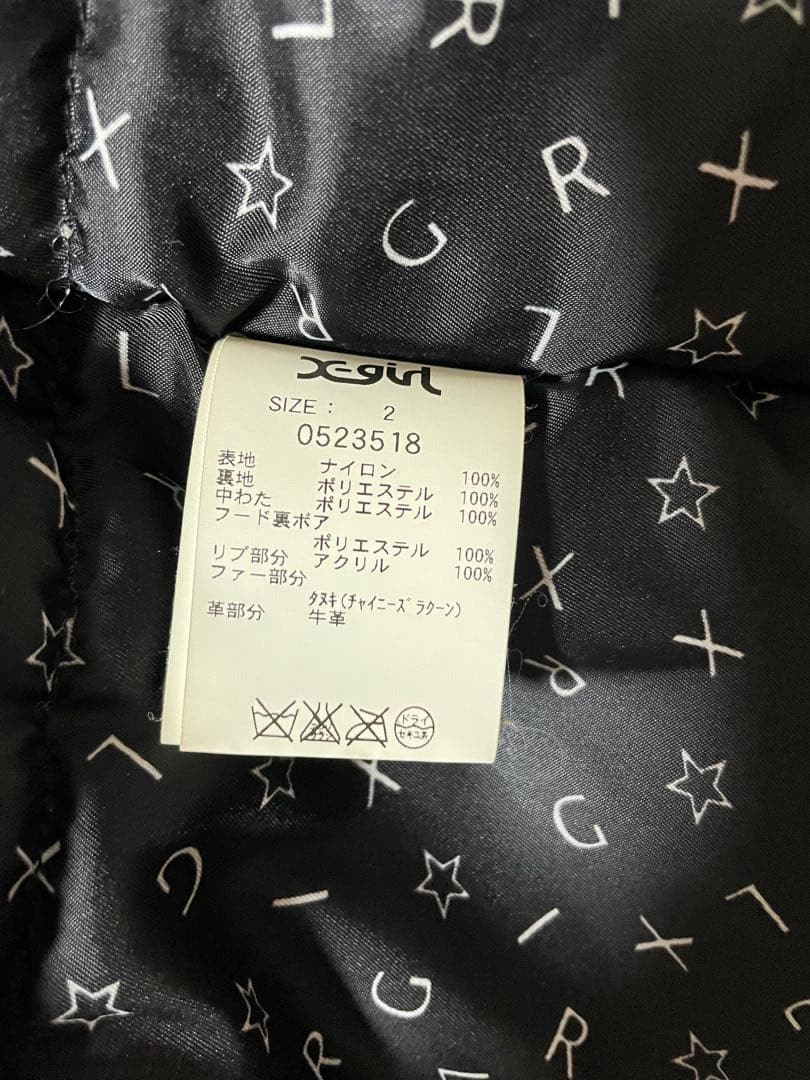 X-girl
SIZE : 2
0523518
表地 ナイロン 100%
裏地 ポリエステル 100%
中わた ポリエステル 100%
フード裏ボア
ポリエステル 100%
リブ部分 アクリル 100%
ファー部分
タヌキ(チャイニーズラクーン)
革部分 牛革
ドライ
セキユ系